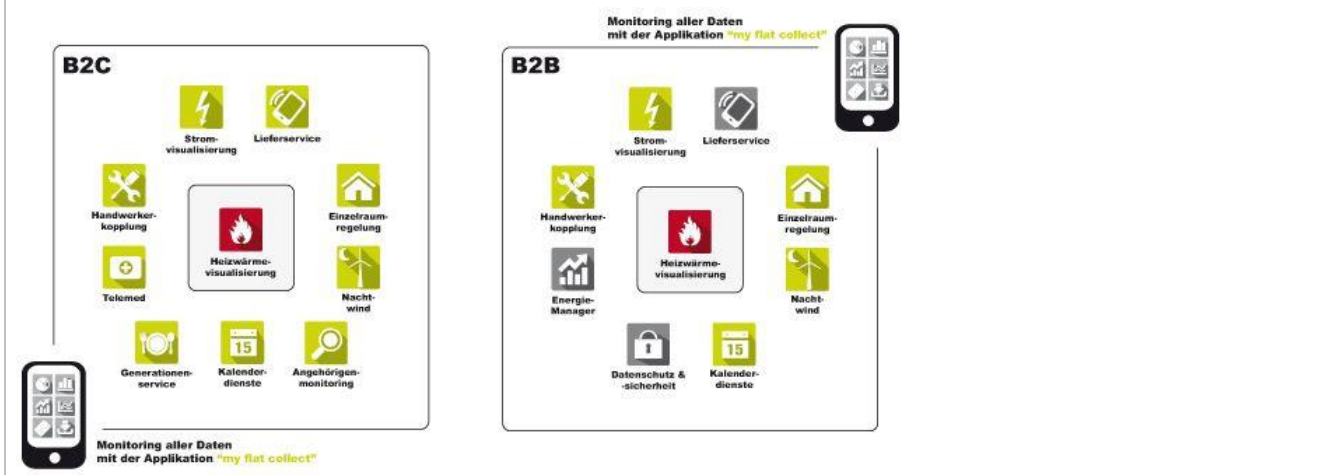 B2C
Strom-
visualisierung
Lieferservice
Handwerker-
kopplung
Einzelraum-
regelung
Heizwärme-
visualisierung
Telemed
Nacht-
wind
Generationen-
service
15
Kalender-
dienste
Angehörigen-
monitoring
Monitoring aller Daten
mit der Applikation “my flat collect”
Monitoring aller Daten
mit der Applikation “my flat collect”
B2B
Strom-
visualisierung
Lieferservice
Handwerker-
kopplung
Einzelraum-
regelung
Heizwärme-
visualisierung
Energie-
Manager
Nacht-
wind
Datenschutz &
-sicherheit
15
Kalender-
dienste